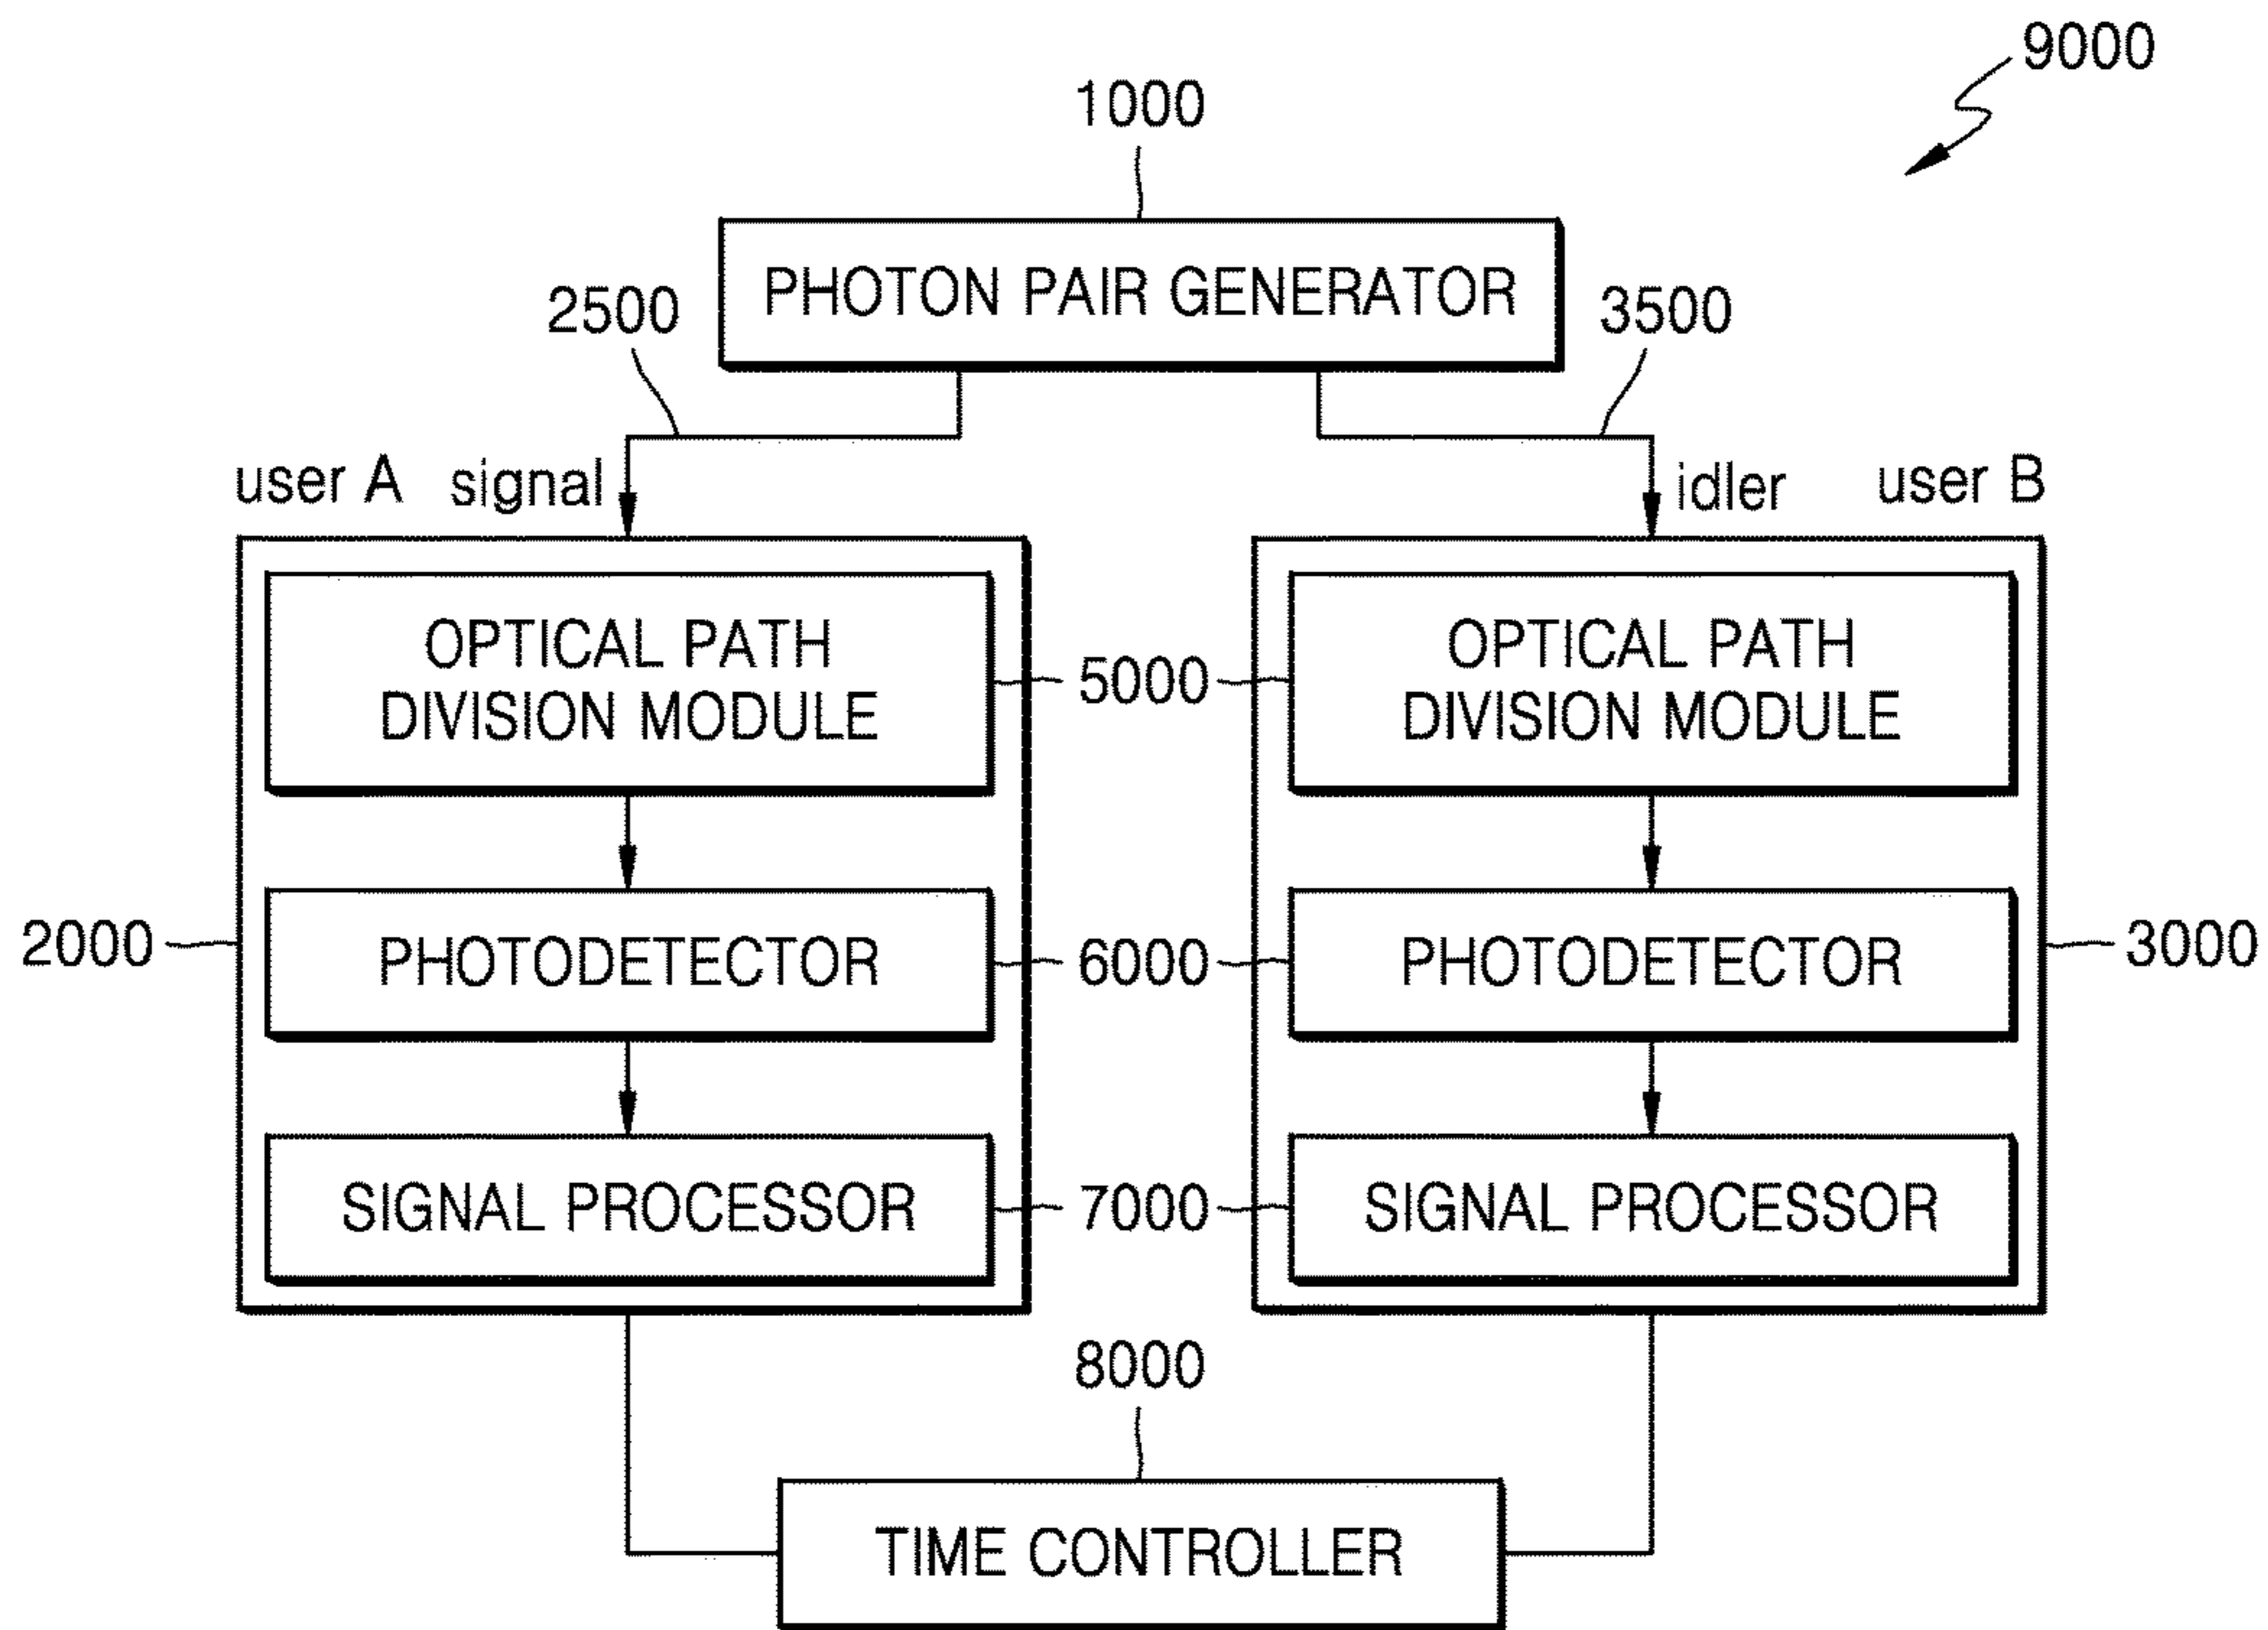 9000
1000
PHOTON PAIR GENERATOR
2500
3500
user A signal
idler user B
OPTICAL PATH
DIVISION MODULE
5000
OPTICAL PATH
DIVISION MODULE
2000
PHOTODETECTOR
6000
PHOTODETECTOR
3000
SIGNAL PROCESSOR
7000
SIGNAL PROCESSOR
8000
TIME CONTROLLER